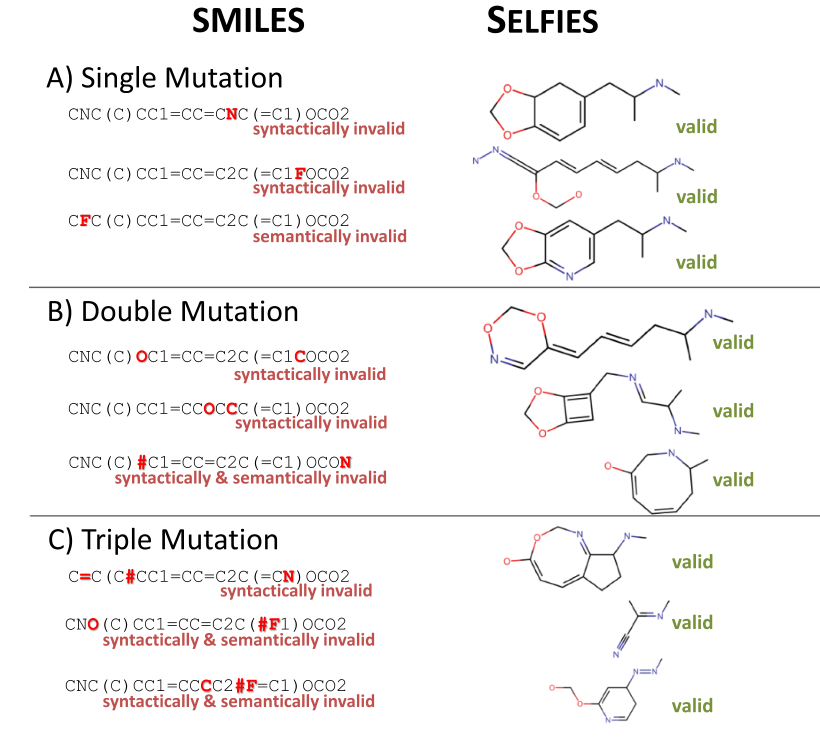 SMILES SELFIES
A) Single Mutation
CNC(C)CC1=CC=CNC(=C1)OCO2
syntactically invalid
valid
CNC(C)CC1=CC=C2C(=C1FOCO2
syntactically invalid
valid
CFC(C)CC1=CC=C2C(=C1)OCO2
semantically invalid
valid
B) Double Mutation
CNC(C)OC1=CC=C2C(=C1COCO2
syntactically invalid
valid
CNC(C)CC1=CCOCCC(=C1)OCO2
syntactically invalid
valid
CNC(C)#C1=CC=C2C(=C1)OCON
syntactically & semantically invalid
valid
C) Triple Mutation
C=C(C#CC1=CC=C2C(=CN)OCO2
syntactically invalid
valid
CNO(C)CC1=CC=C2C(#F1)OCO2
syntactically & semantically invalid
valid
CNC(C)CC1=CCCC2#F=C1)OCO2
syntactically & semantically invalid
valid